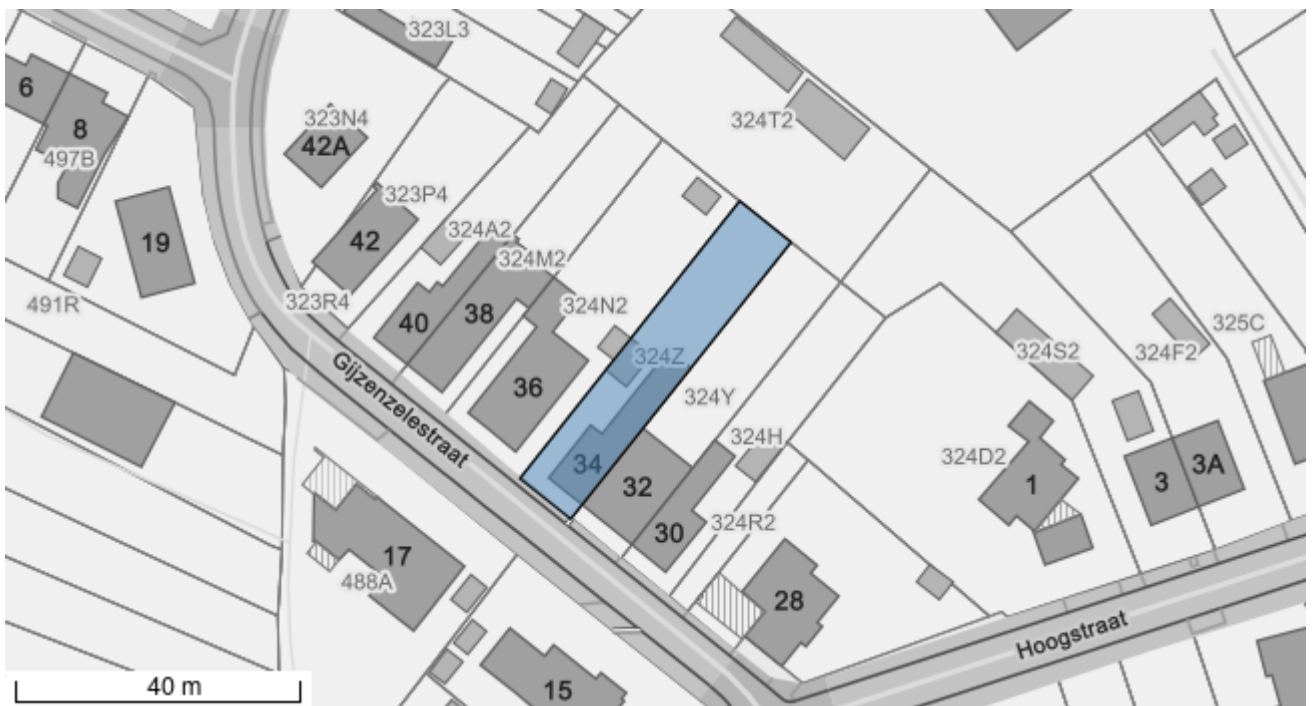 323L3
6
8
497B
323N4
42A
324T2
19
323P4
42
324A2
324M2
491R
323R4
40
38
324N2
36
324Z
324Y
324S2
324F2
325C
Gijzenzelestraat
34
32
324H
324D2
1
3
3A
30
324R2
17
488A
28
Hoogstraat
15
40 m